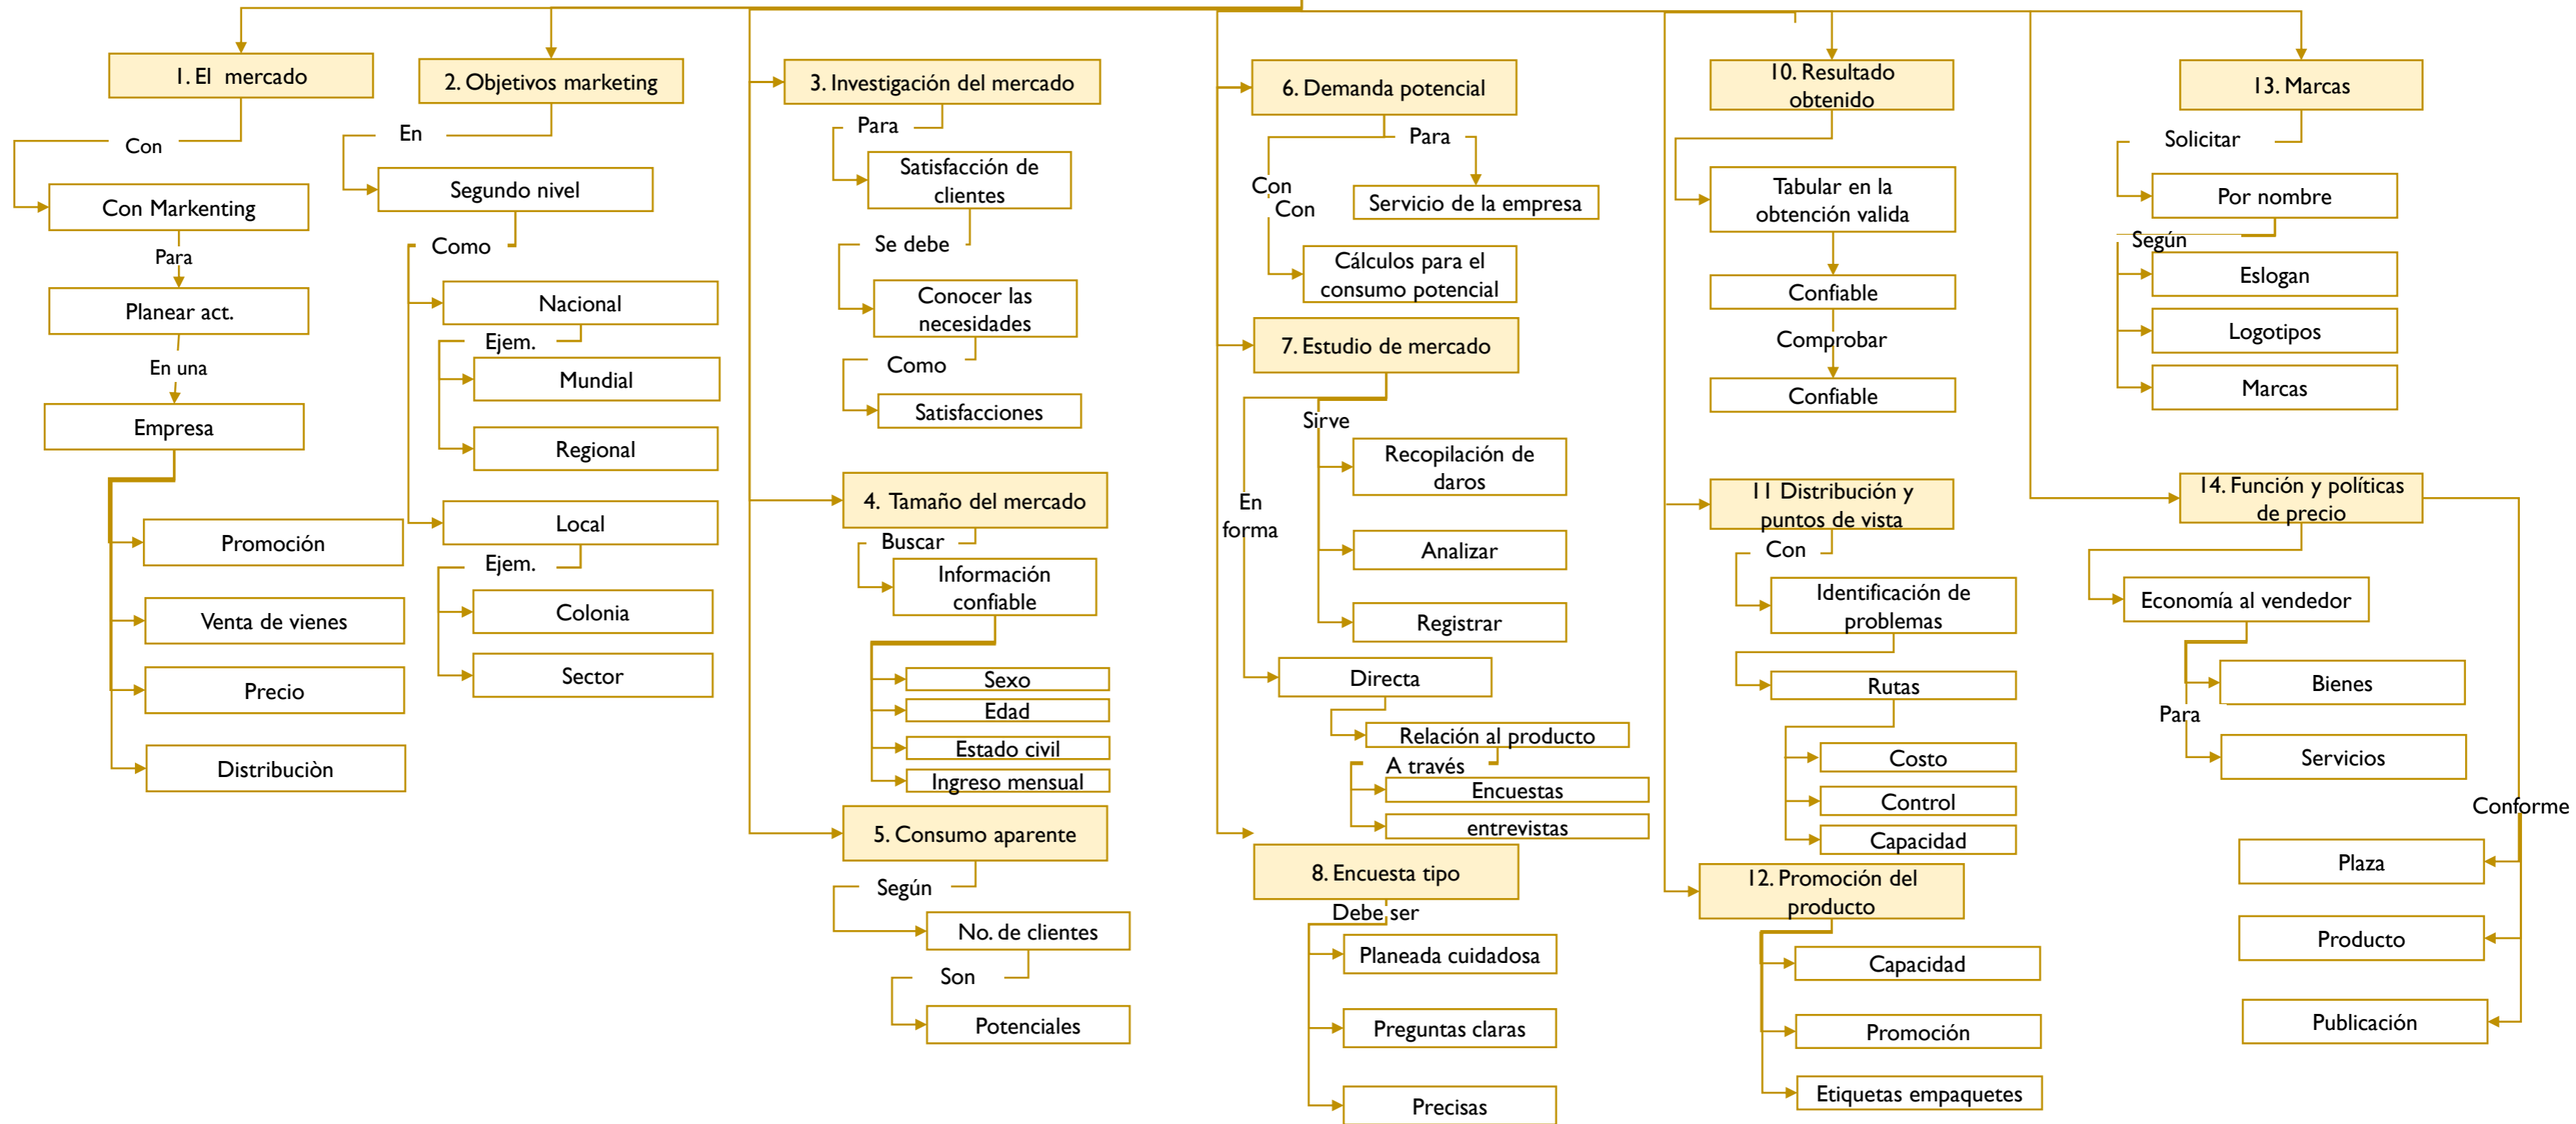 1. El  mercado
Con
Con Markenting
Para
Planear act.
En una
Empresa
Promoción
Venta de vienes
Precio
Distribuciòn
2. Objetivos marketing
En
Segundo nivel
Como
Nacional
Ejem.
Mundial
Regional
Local
Ejem.
Colonia
Sector
3. Investigación del mercado
Para
Satisfacción de
clientes
Se debe
Conocer las
necesidades
Como
Satisfacciones
4. Tamaño del mercado
Buscar
Información
confiable
Sexo
Edad
Estado civil
Ingreso mensual
5. Consumo aparente
Según
No. de clientes
Son
Potenciales
6. Demanda potencial
Para
Con
Con
Servicio de la empresa
Cálculos para el
consumo potencial
7. Estudio de mercado
Sirve
Recopilación de
daros
Analizar
Registrar
En
forma
Directa
Relación al producto
A través
Encuestas
entrevistas
8. Encuesta tipo
Debe ser
Planeada cuidadosa
Preguntas claras
Precisas
10. Resultado
obtenido
Tabular en la
obtención valida
Confiable
Comprobar
Confiable
11 Distribución y
puntos de vista
Con
Identificación de
problemas
Rutas
Costo
Control
Capacidad
12. Promoción del
producto
Capacidad
Promoción
Etiquetas empaquetes
13. Marcas
Solicitar
Por nombre
Según
Eslogan
Logotipos
Marcas
14. Función y políticas
de precio
Economía al vendedor
Bienes
Para
Servicios
Conforme
Plaza
Producto
Publicación